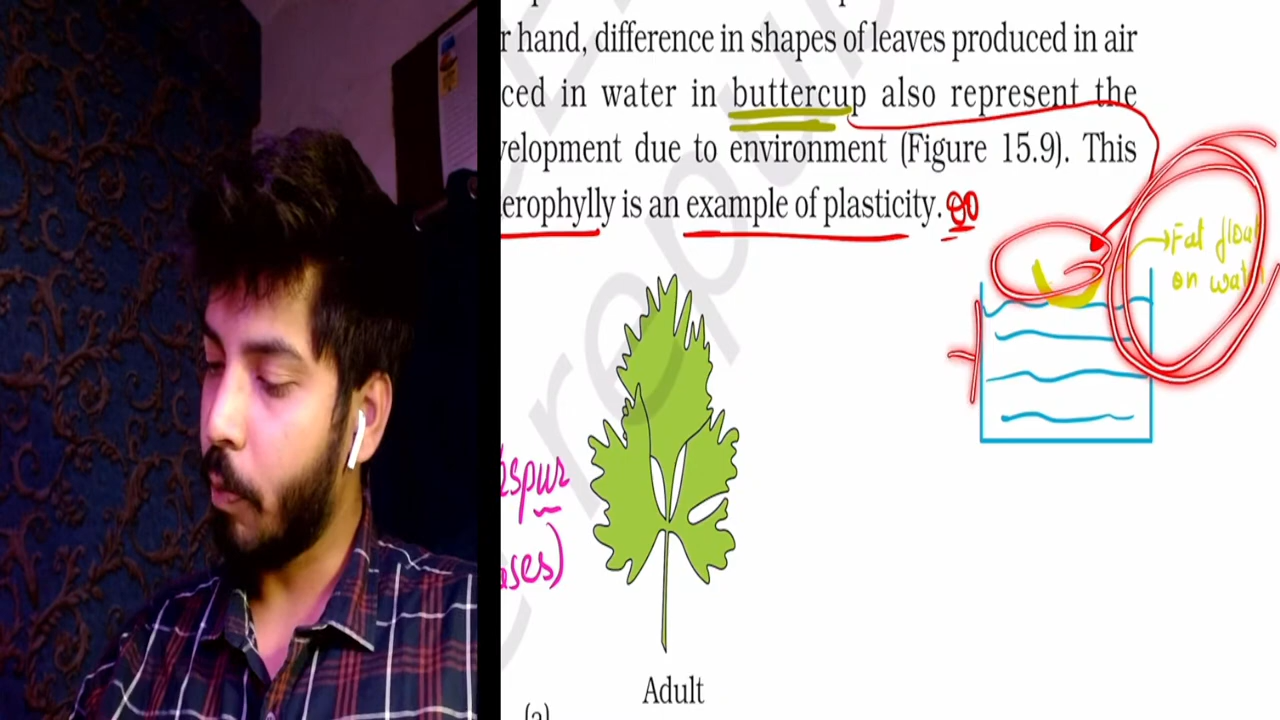 r hand, difference in shapes of leaves produced in air
ced in water in buttercup also represent the
velopment due to environment (Figure 15.9). This
erophylly is an example of plasticity.
Fat float
on water
spur
ases)
Adult
(a)